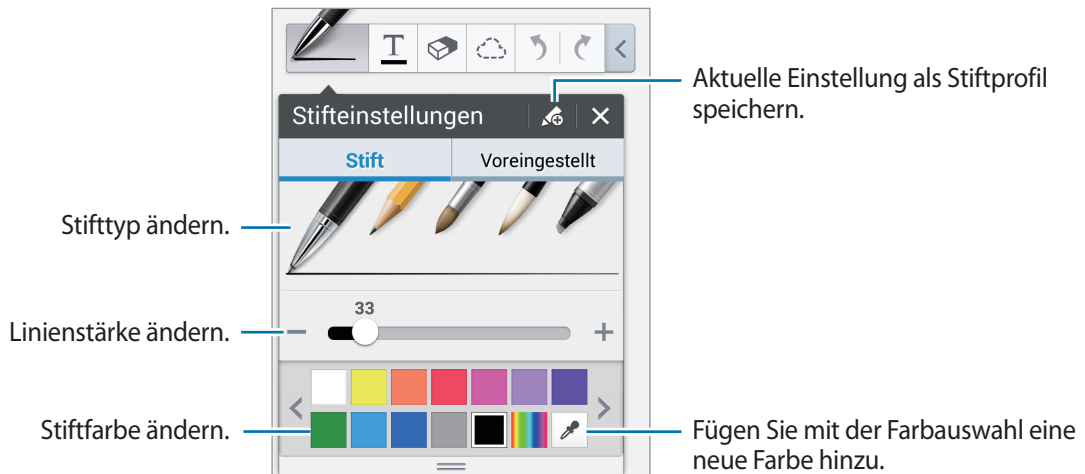 T
Aktuelle Einstellung als Stiftprofil
speichern.
Stifteinstellungen
Stift
Voreingestellt
Stifttyp ändern.
33
Linienstärke ändern.
Stiftfarbe ändern.
Fügen Sie mit der Farbauswahl eine
neue Farbe hinzu.